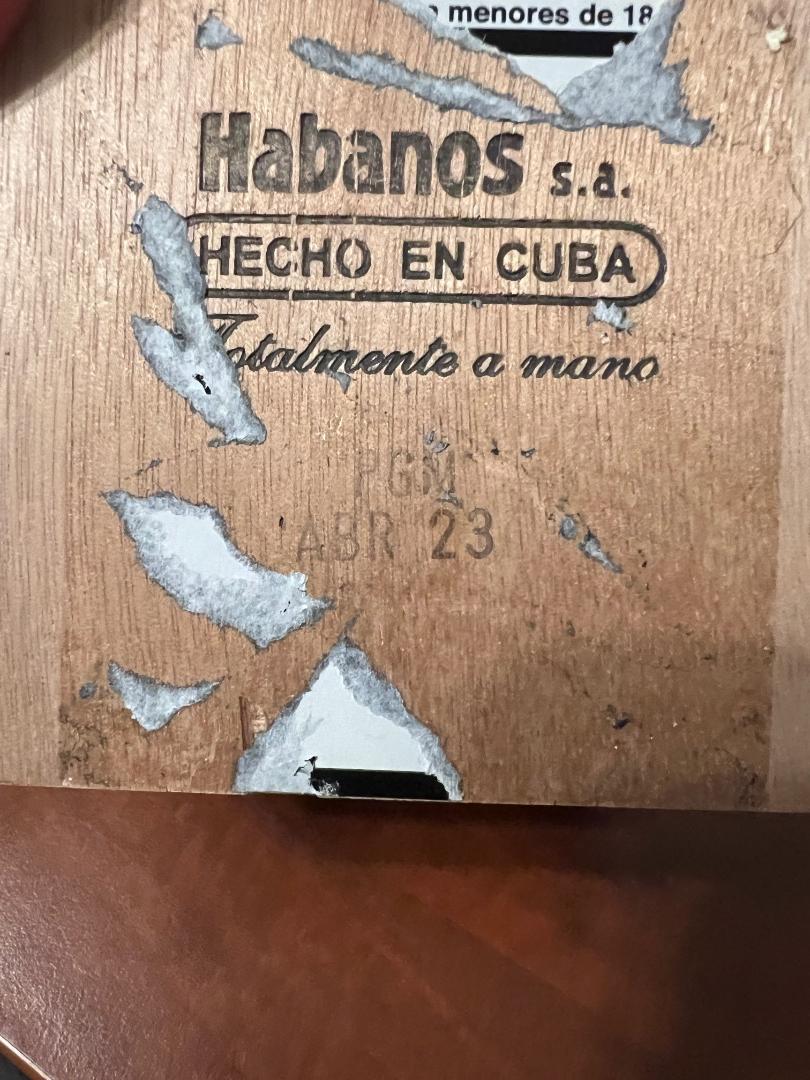 menores de 18
Habanos s.a.
HECHO EN CUBA
Totalmente a mano
PGM
ABR 23